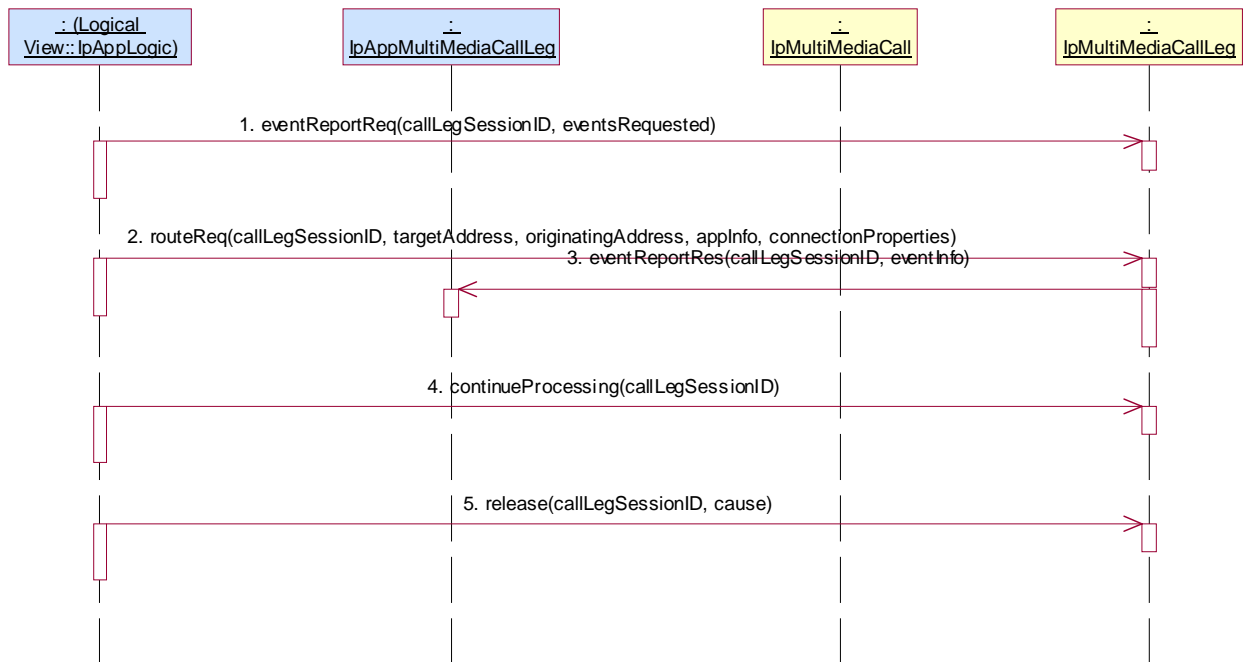 : (Logical
View::IpAppLogic)
:
IpAppMultiMediaCallLeg
:
IpMultiMediaCall
:
IpMultiMediaCallLeg
1. eventReportReq(callLegSessionID, eventsRequested)
2. routeReq(callLegSessionID, targetAddress, originatingAddress, appInfo, connectionProperties)
3. eventReportRes(callLegSessionID, eventInfo)
4. continueProcessing(callLegSessionID)
5. release(callLegSessionID, cause)